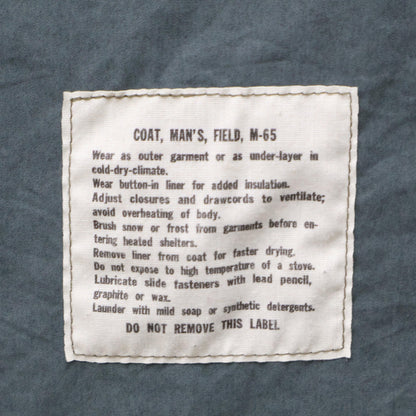 COAT, MAN'S, FIELD, M-65
Wear as outer garment or as under-layer in
cold-dry-climate.
Wear button-in liner for added insulation.
Adjust closures and drawcords to ventilate;
avoid overheating of body.
Brush snow or frost from garments before en-
tering heated shelters.
Remove liner from coat for faster drying.
Do not expose to high temperature of a stove.
Lubricate slide fasteners with lead pencil,
graphite or wax.
Launder with mild soap or synthetic detergents.
DO NOT REMOVE THIS LABEL